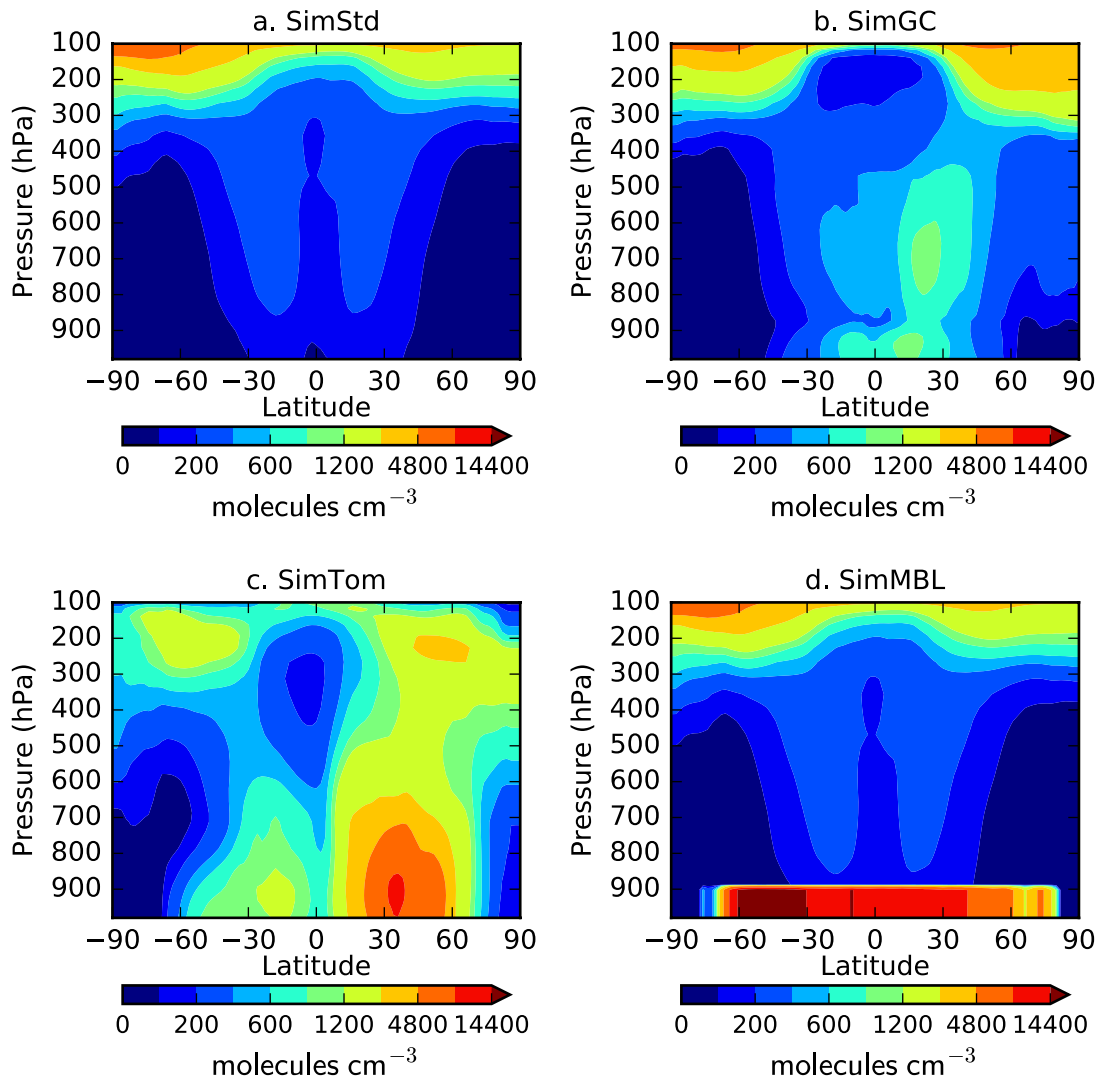 a. SimStd
b. SimGC
100
200
300
400
500
600
700
800
900
Pressure (hPa)
−90 −60 −30 0 30 60 90
Latitude
0 200 600 1200 4800 14400
molecules cm⁻³
100
200
300
400
500
600
700
800
900
Pressure (hPa)
−90 −60 −30 0 30 60 90
Latitude
0 200 600 1200 4800 14400
molecules cm⁻³
c. SimTom
d. SimMBL
100
200
300
400
500
600
700
800
900
Pressure (hPa)
−90 −60 −30 0 30 60 90
Latitude
0 200 600 1200 4800 14400
molecules cm⁻³
100
200
300
400
500
600
700
800
900
Pressure (hPa)
−90 −60 −30 0 30 60 90
Latitude
0 200 600 1200 4800 14400
molecules cm⁻³